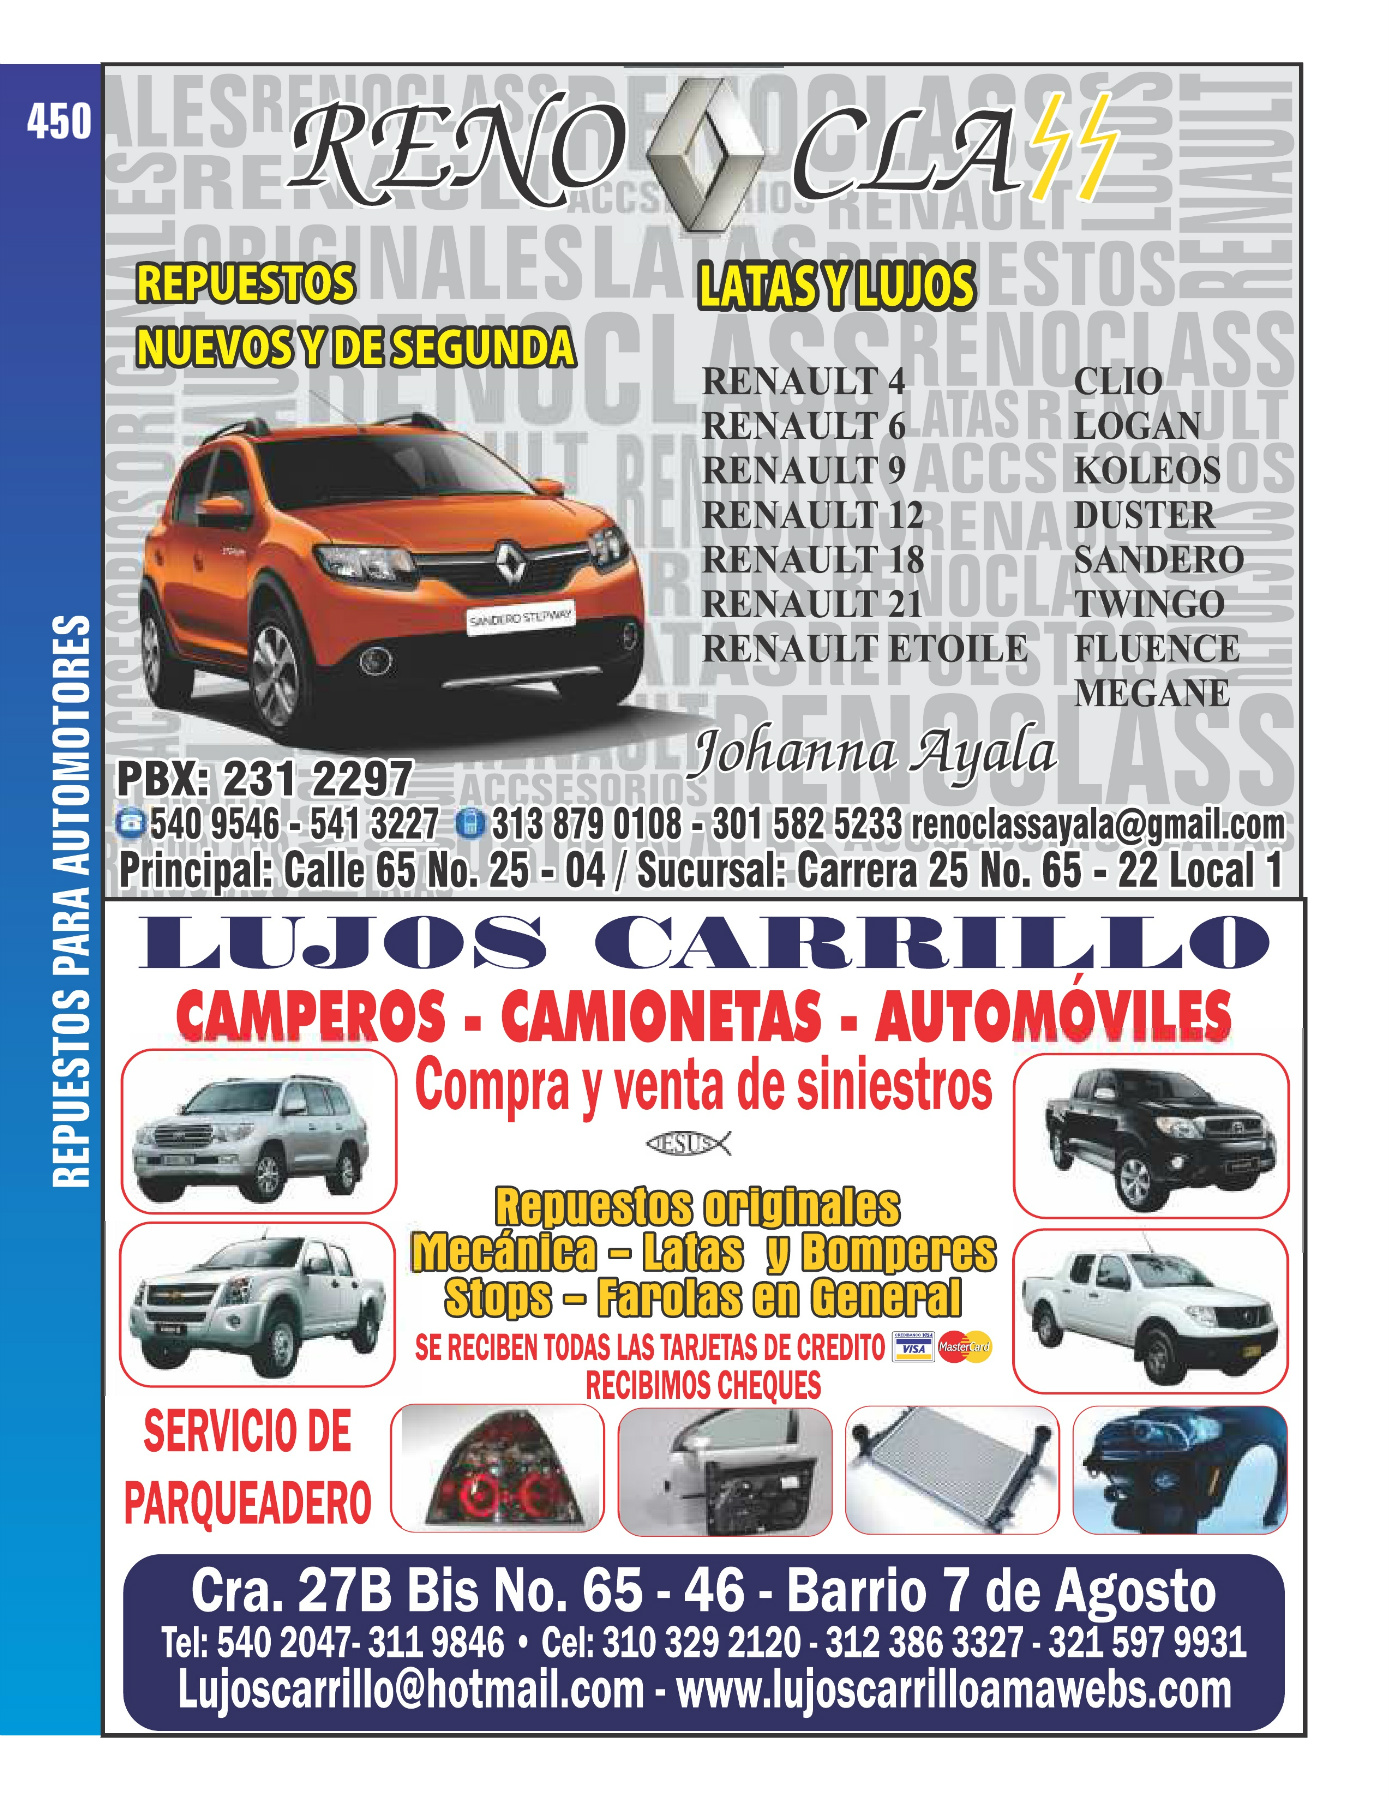 450
REPUESTOS PARA AUTOMOTORES
RENO CLASS
REPUESTOS
NUEVOS Y DE SEGUNDA
LATAS Y LUJOS
RENAULT 4
RENAULT 6
RENAULT 9
RENAULT 12
RENAULT 18
RENAULT 21
RENAULT ETOILE
CLIO
LOGAN
KOLEOS
DUSTER
SANDERO
TWINGO
FLUENCE
MEGANE
SANDERO STEPWAY
Johanna Ayala
PBX: 231 2297
540 9546 - 541 3227 313 879 0108 - 301 582 5233 renoclassayala@gmail.com
Principal: Calle 65 No. 25 - 04 / Sucursal: Carrera 25 No. 65 - 22 Local 1
LUJOS CARRILLO
CAMPEROS - CAMIONETAS - AUTOMÓVILES
Compra y venta de siniestros
JESUS
Repuestos originales
Mecánica – Latas y Bomperes
Stops – Farolas en General
SE RECIBEN TODAS LAS TARJETAS DE CREDITO VISA MasterCard
RECIBIMOS CHEQUES
SERVICIO DE
PARQUEADERO
Cra. 27B Bis No. 65 - 46 - Barrio 7 de Agosto
Tel: 540 2047- 311 9846 • Cel: 310 329 2120 - 312 386 3327 - 321 597 9931
Lujoscarrillo@hotmail.com - www.lujoscarrilloamawebs.com